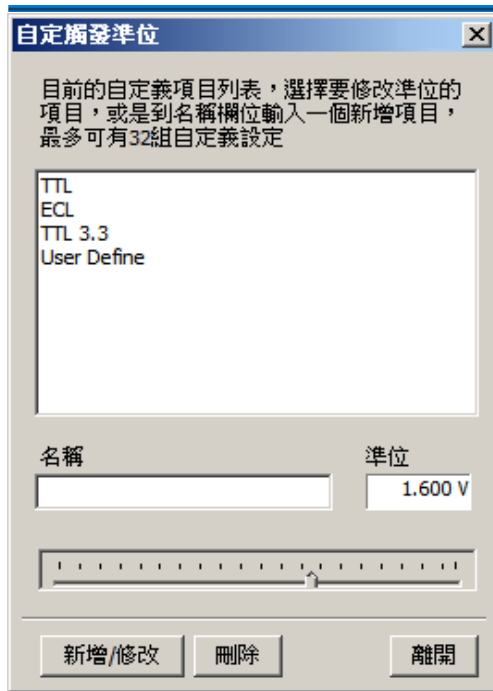 自定觸發準位
目前的自定義項目列表，選擇要修改準位的
項目，或是到名稱欄位輸入一個新增項目，
最多可有32組自定義設定
TTL
ECL
TTL 3.3
User Define
名稱
準位
1.600 V
新增/修改
刪除
離開